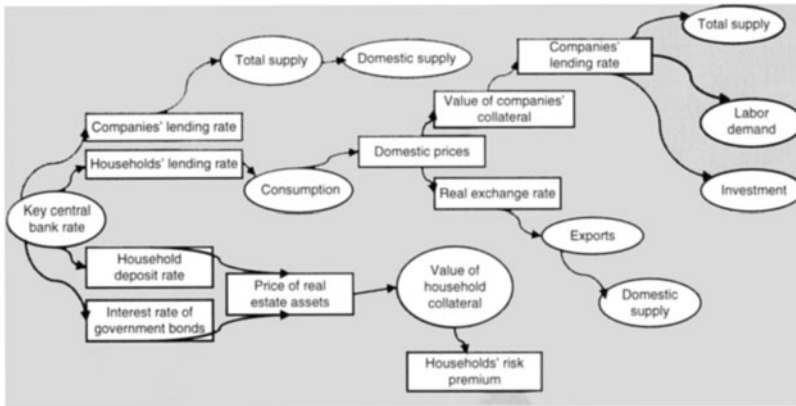 Total supply
Domestic supply
Companies' lending rate
Households' lending rate
Key central
bank rate
Household
deposit rate
Interest rate of
government bonds
Consumption
Price of real
estate assets
Domestic prices
Value of companies'
collateral
Real exchange rate
Value of
household
collateral
Households' risk
premium
Companies'
lending rate
Total supply
Labor
demand
Investment
Exports
Domestic
supply